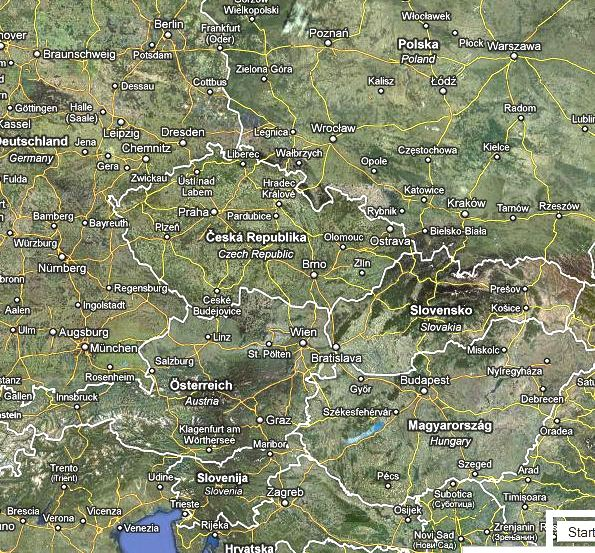 Gorzów
Wielkopolski
Włocławek
Berlin
Frankfurt
(Oder)
Poznań
Płock
Polska
Poland
Warszawa
Braunschweig
Potsdam
Zielona Góra
Cottbus
Kalisz
Łódź
Dessau
Göttingen
Halle
(Saale)
Radom
Kassel
Leipzig
Legnica
Wrocław
Lublin
Deutschland
Germany
Jena
Dresden
Chemnitz
Gera
Liberec
Wałbrzych
Częstochowa
Kielce
Opole
Fulda
Zwickau
Ústí nad
Labem
Hradec
Králové
Katowice
Kraków
Tarnów
Rzeszów
Bamberg
Bayreuth
Praha
Pardubice
Rybnik
Würzburg
Plzeň
Česká Republika
Czech Republic
Olomouc
Ostrava
Bielsko-Biała
Nürnberg
Brno
Zlín
Regensburg
České
Budějovice
Prešov
Aalen
Ingolstadt
Slovensko
Slovakia
Košice
Ulm
Augsburg
Linz
Wien
St. Pölten
Bratislava
Miskolc
München
Salzburg
Rosenheim
Nyíregyháza
Gallen
Innsbruck
Österreich
Austria
Győr
Budapest
Debrecen
Graz
Székesfehérvár
Magyarország
Hungary
Oradea
Klagenfurt am
Wörthersee
Maribor
Trento
(Trient)
Udine
Slovenija
Slovenia
Pécs
Szeged
Arad
Zagreb
Subotica
(Суботица)
Timişoara
Brescia
Verona
Vicenza
Venezia
Trieste
Rijeka
Osijek
Novi Sad
(Нови Сад)
Zrenjanin
(Зрењанин)
Hrvatska
Start